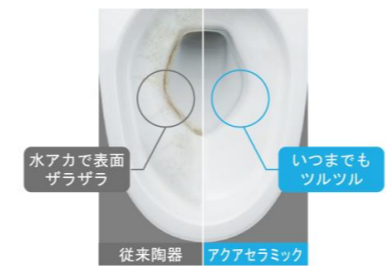 水アカで表面
ザラザラ
いつまでも
ツルツル
従来陶器
アクアセラミック